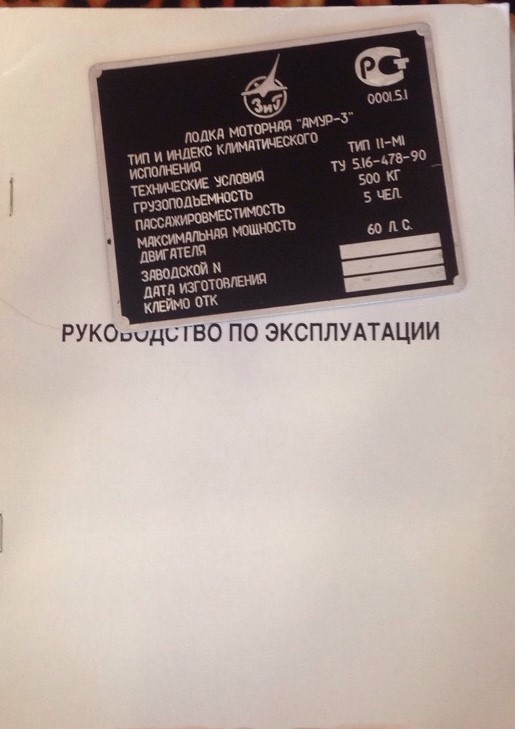 ЗиГ
РСТ
0001.5.1
ЛОДКА МОТОРНАЯ "АМУР-3"
ТИП И ИНДЕКС КЛИМАТИЧЕСКОГО
ИСПОЛНЕНИЯ ТИП II-М1
ТЕХНИЧЕСКИЕ УСЛОВИЯ ТУ 5.16-478-90
ГРУЗОПОДЪЕМНОСТЬ 500 КГ
ПАССАЖИРОВМЕСТИМОСТЬ 5 ЧЕЛ.
МАКСИМАЛЬНАЯ МОЩНОСТЬ
ДВИГАТЕЛЯ 60 Л.С.
ЗАВОДСКОЙ N
ДАТА ИЗГОТОВЛЕНИЯ
КЛЕЙМО ОТК
РУКОВОДСТВО ПО ЭКСПЛУАТАЦИИ